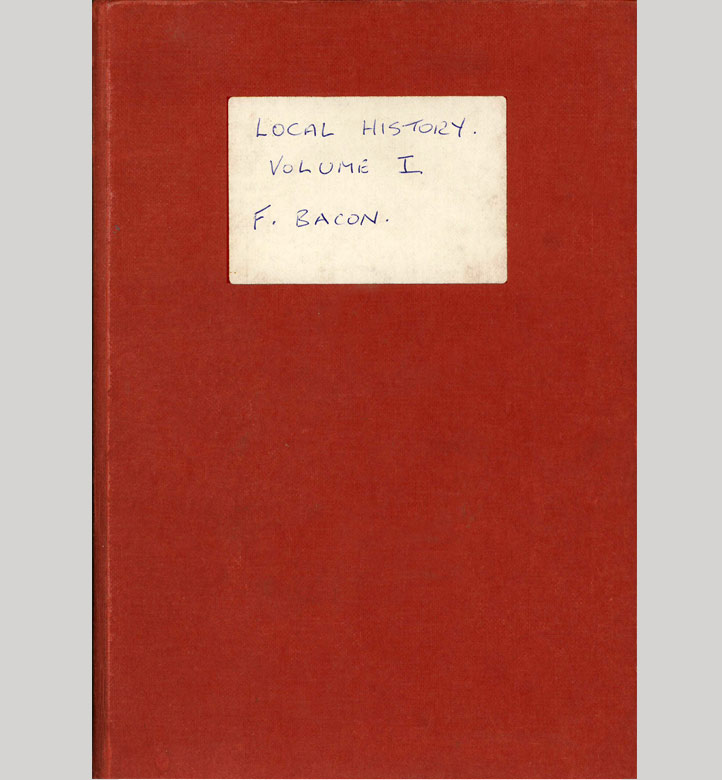 LOCAL HISTORY.
VOLUME I
F. BACON.